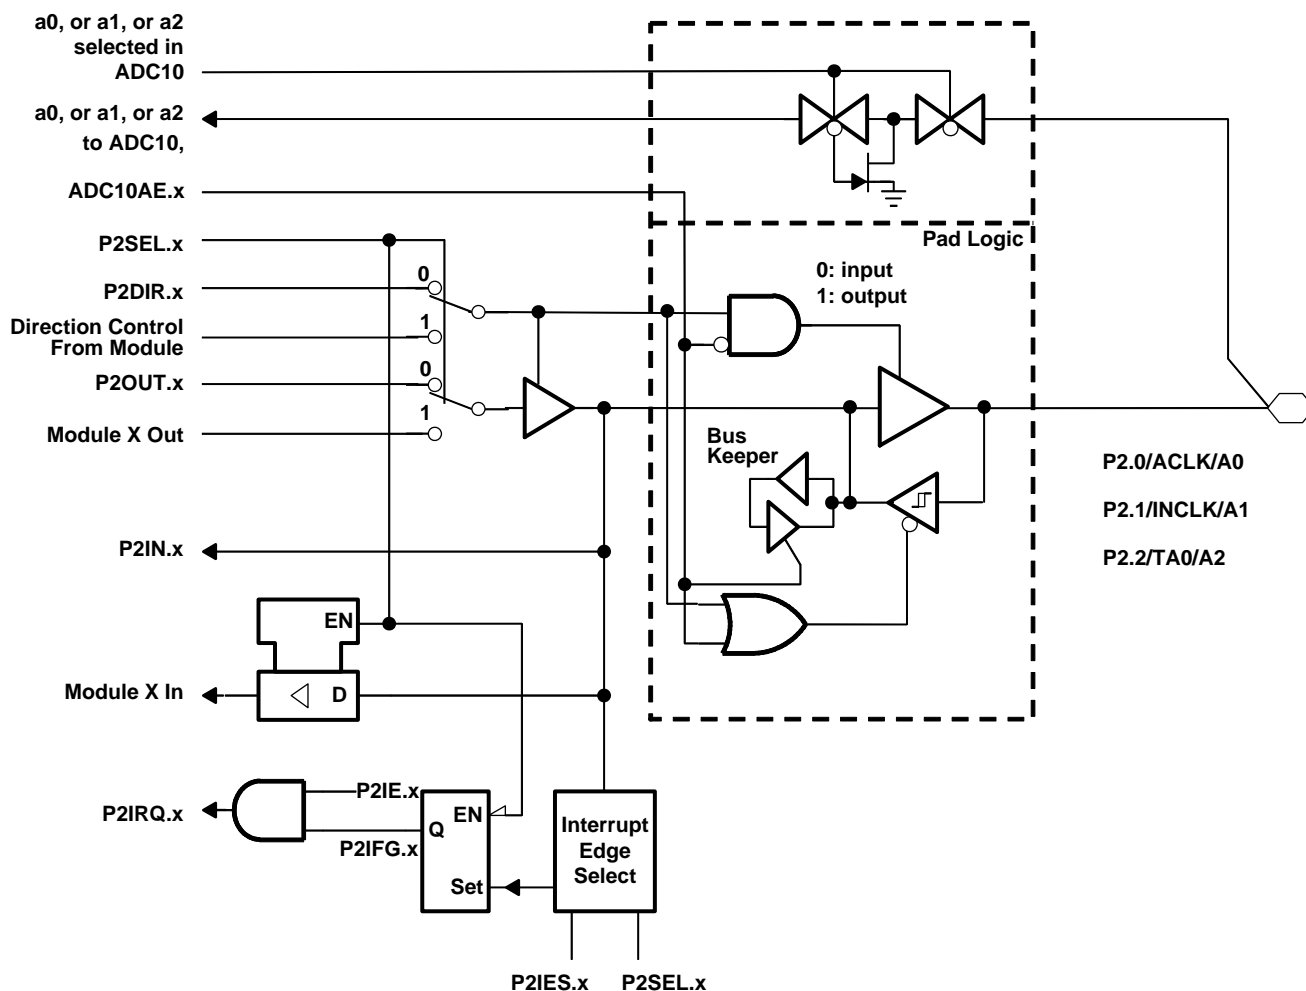 a0, or a1, or a2
selected in
ADC10
a0, or a1, or a2
to ADC10,
ADC10AE.x
P2SEL.x
Pad Logic
0: input
1: output
0
P2DIR.x
1
Direction Control
From Module
0
P2OUT.x
1
Module X Out
Bus
Keeper
P2.0/ACLK/A0
P2.1/INCLK/A1
P2.2/TA0/A2
P2IN.x
EN
Module X In
D
P2IE.x
P2IRQ.x
EN
Q
P2IFG.x
Set
Interrupt
Edge
Select
P2IES.x
P2SEL.x